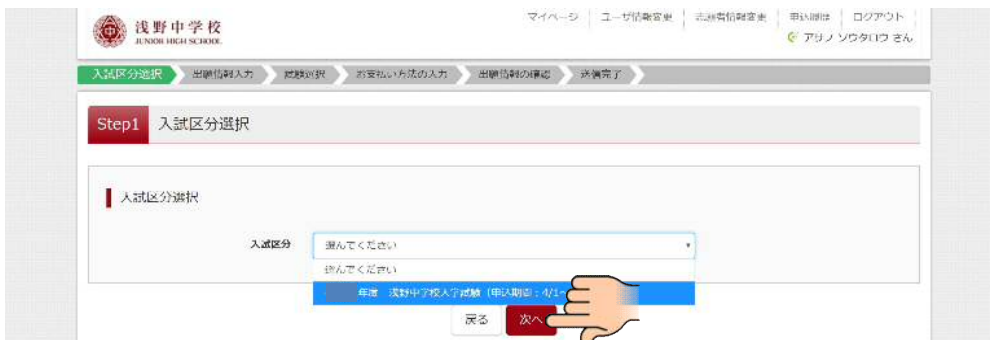 浅野中学校
JUNIOR HIGH SCHOOL
マイページ ユーザ情報変更 志願者情報変更 申込履歴 ログアウト
アサノ ソウタロウ さん
入試区分選択 出願情報入力 試験選択 お支払い方法の入力 出願情報の確認 送信完了
Step1 入試区分選択
入試区分選択
入試区分 選んでください
選んでください
年度 浅野中学校入学試験（申込期間：4/1~
戻る 次へ